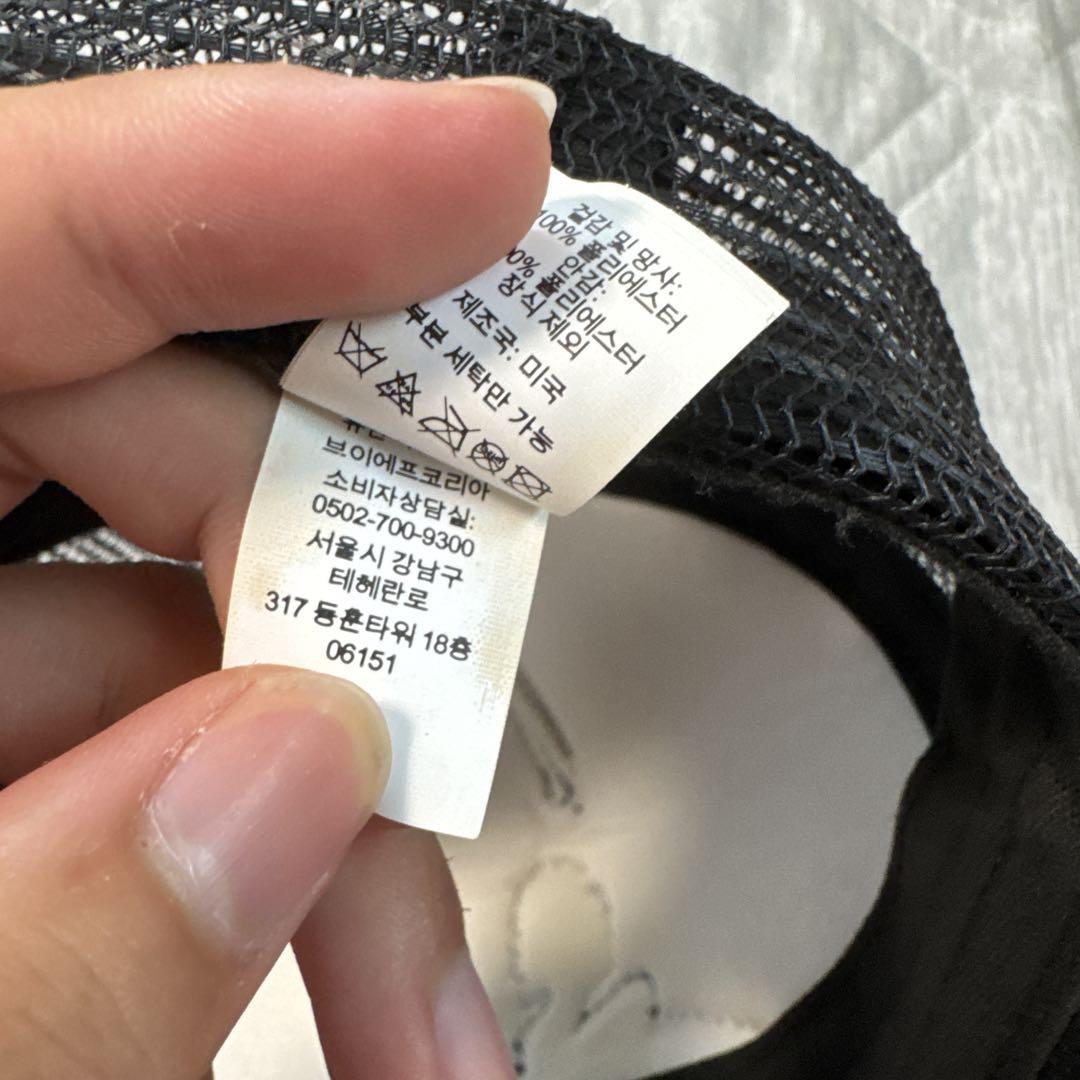 겉감 및 망사:
100% 폴리에스터
안감:
00% 폴리에스터
장식 제외
제조국: 미국
부분 세탁만 가능
브이에프코리아
소비자상담실:
0502-700-9300
서울시 강남구
테헤란로
317 동훈타워 18층
06151